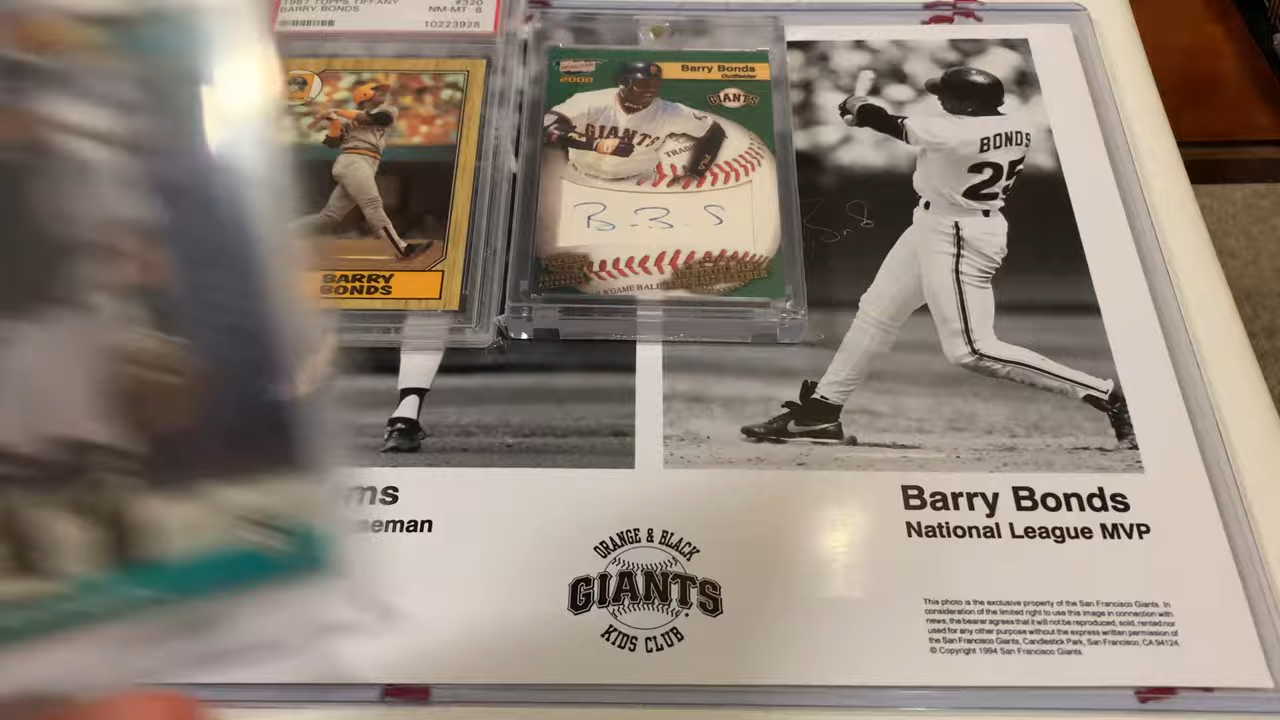 1987 TOPPS TIFFANY
BARRY BONDS
#320
NM-MT 8
10223928
BARRY
BONDS
2000
Barry Bonds
Outfielder
GIANTS
GIANTS
B. B. S
BONDS
25
ms
eman
Barry Bonds
National League MVP
ORANGE & BLACK
GIANTS
KIDS CLUB
This photo is the exclusive property of the San Francisco Giants. In
consideration of the limited right to use this image in connection with
news, the bearer agrees that it will not be reproduced, sold, rented nor
used for any other purpose without the express written permission of
the San Francisco Giants, Candlestick Park, San Francisco, CA 94124.
© Copyright 1994 San Francisco Giants.